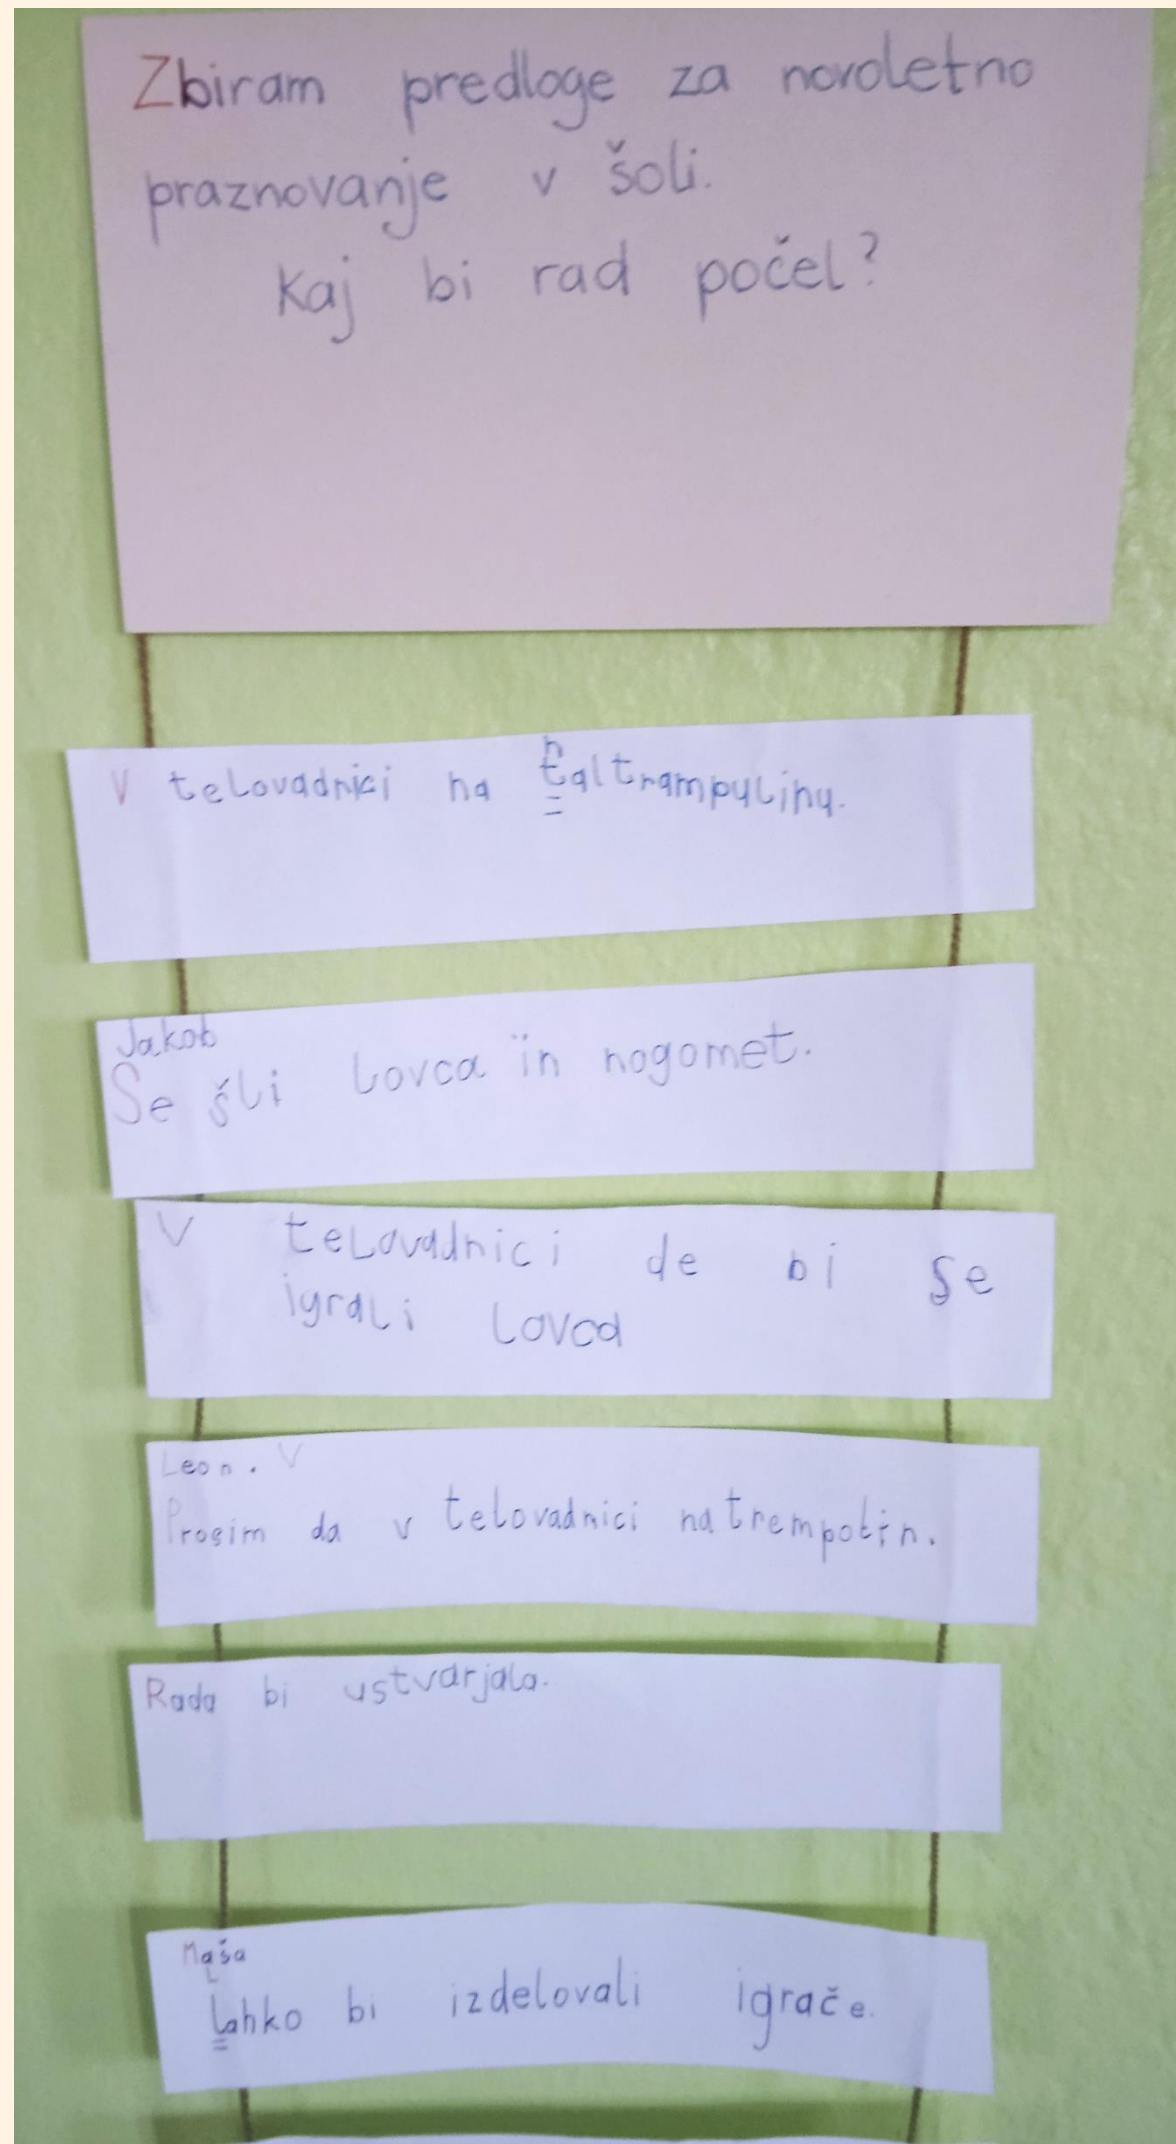 Zbiram predloge za novoletno
praznovanje v šoli.
Kaj bi rad počel?
V telovadnici na
Jakob
Se šli lovca in nogomet.
V telovadnici de bi se
igrali lovca
Leon. V
Prosim da v telovadnici na trempolin.
Rada bi ustvarjala.
Maša
Lahko bi izdelovali igrače.